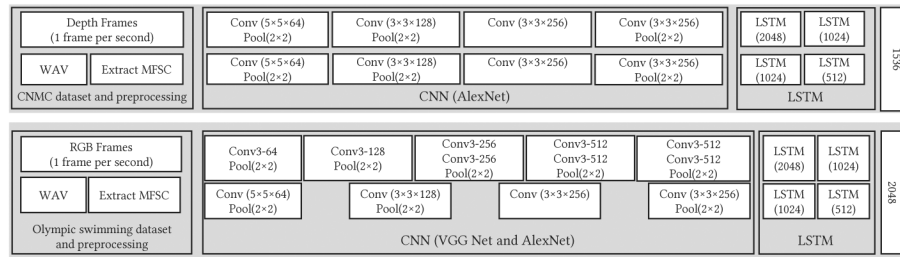 Depth Frames
(1 frame per second)
WAV
Extract MFSC
CNMC dataset and preprocessing
Conv (5×5×64)
Pool(2×2)
Conv (3×3×128)
Pool(2×2)
Conv (3×3×256)
Conv (3×3×256)
Pool(2×2)
Conv (5×5×64)
Pool(2×2)
Conv (3×3×128)
Pool(2×2)
Conv (3×3×256)
Conv (3×3×256)
Pool(2×2)
CNN (AlexNet)
LSTM
(2048)
LSTM
(1024)
LSTM
(1024)
LSTM
(512)
LSTM
1536
RGB Frames
(1 frame per second)
WAV
Extract MFSC
Olympic swimming dataset
and preprocessing
Conv3-64
Pool(2×2)
Conv3-128
Pool(2×2)
Conv3-256
Conv3-256
Pool(2×2)
Conv3-512
Conv3-512
Pool(2×2)
Conv3-512
Conv3-512
Pool(2×2)
Conv (5×5×64)
Pool(2×2)
Conv (3×3×128)
Pool(2×2)
Conv (3×3×256)
Conv (3×3×256)
Pool(2×2)
CNN (VGG Net and AlexNet)
LSTM
(2048)
LSTM
(1024)
LSTM
(1024)
LSTM
(512)
LSTM
2048